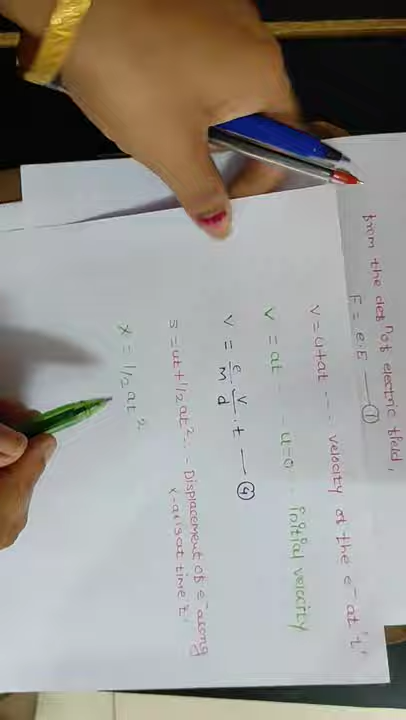 from the defⁿ of electric field,
F = e.E —— ①
V = u+at --- velocity of the e⁻ at 't'
V = at --- u=0 -- initial velocity
V = e/m V/d . t —— ④
s = ut + 1/2 at² -- Displacement of e⁻ along
x-axis at time 't'
x = 1/2 at²